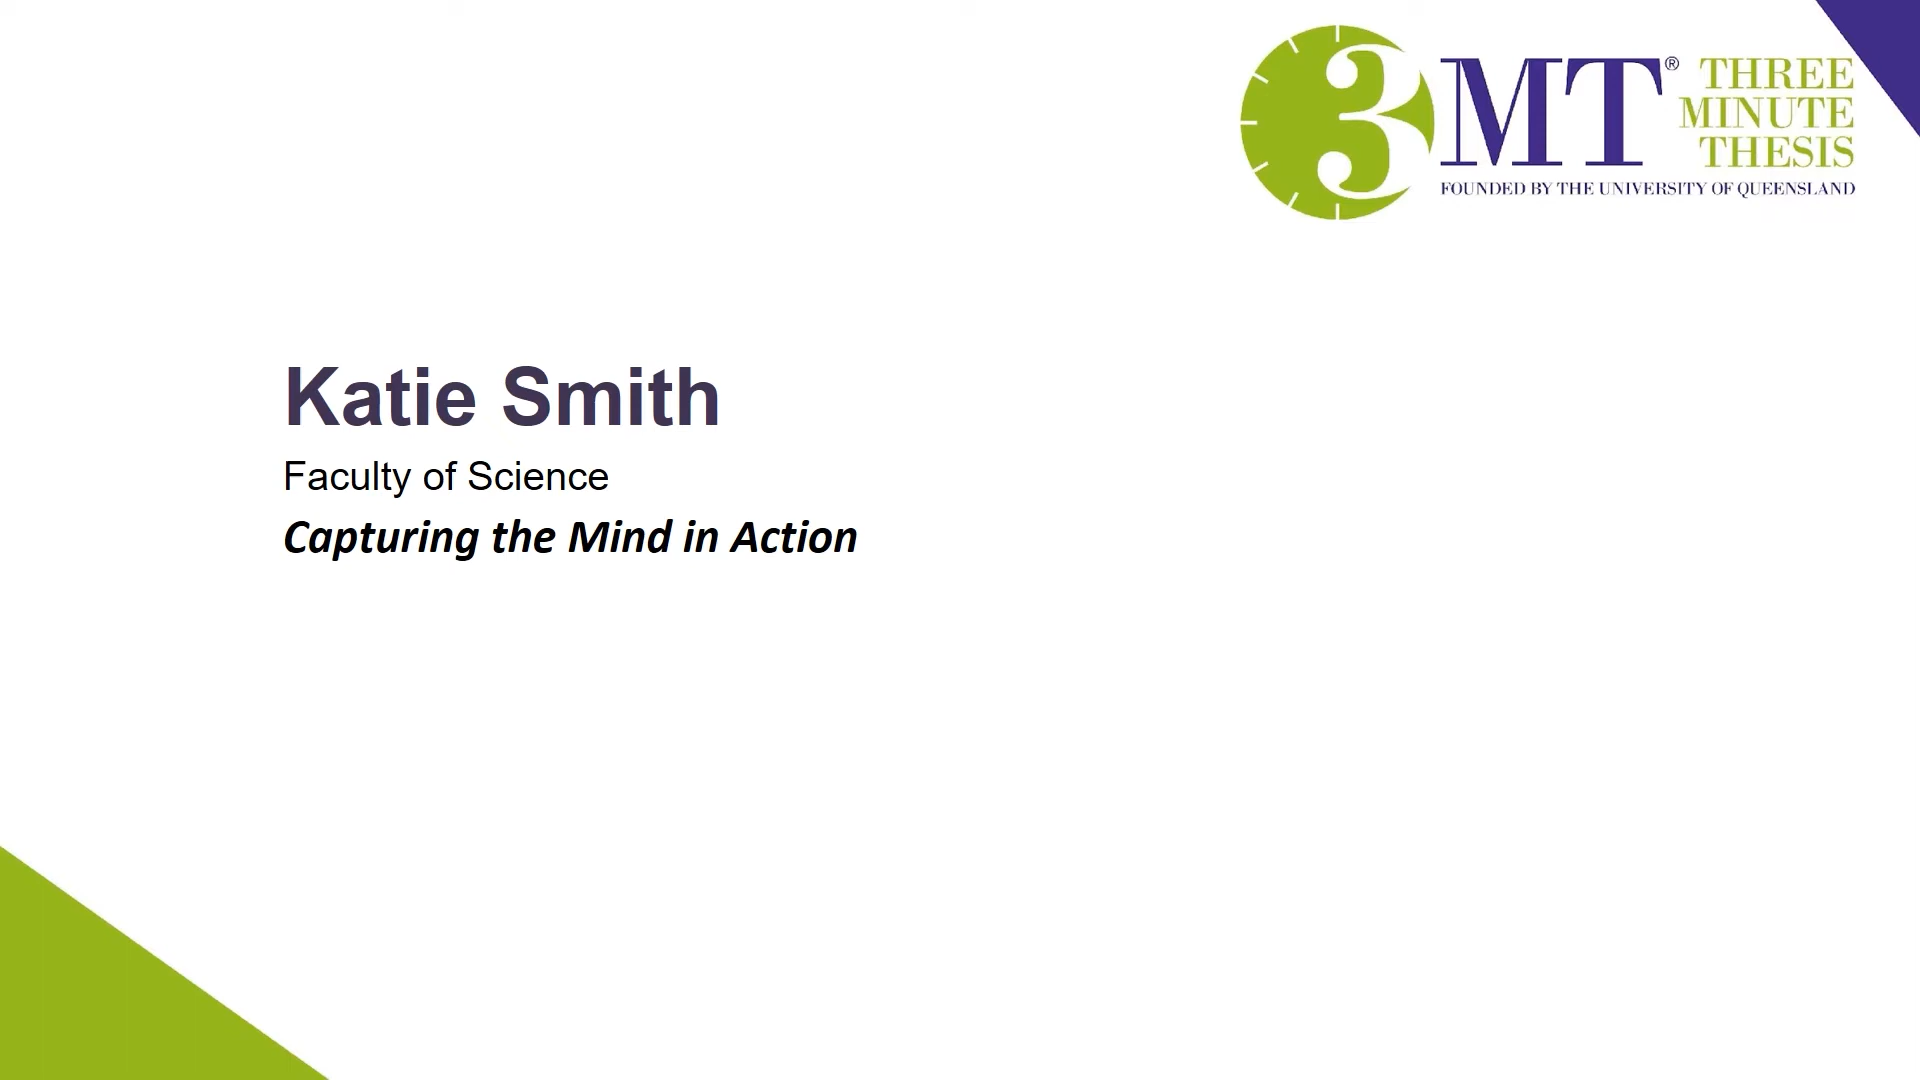 3MT® THREE
MINUTE
THESIS
FOUNDED BY THE UNIVERSITY OF QUEENSLAND
Katie Smith
Faculty of Science
Capturing the Mind in Action